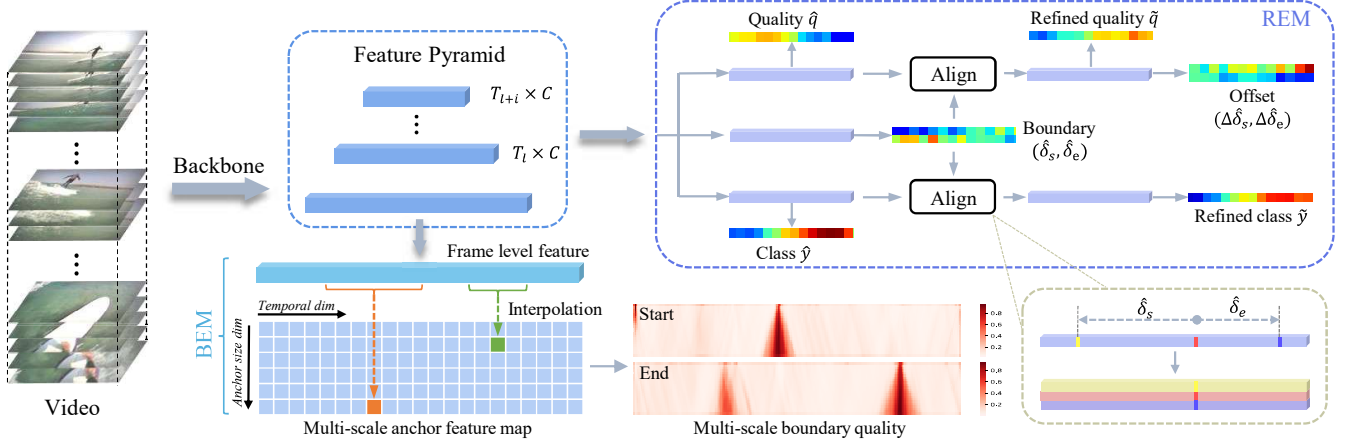 Quality q̂
Refined quality q̃
REM
Feature Pyramid
T_{l+i} × C
T_l × C
Align
Offset
(Δδ̂_s, Δδ̂_e)
Backbone
Boundary
(δ̂_s, δ̂_e)
Align
Refined class ỹ
Class ŷ
Frame level feature
BEM
Temporal dim
Interpolation
Anchor size dim
Start
0.8
0.6
0.4
0.2
End
0.8
0.6
0.4
0.2
δ̂_s
δ̂_e
Video
Multi-scale anchor feature map
Multi-scale boundary quality